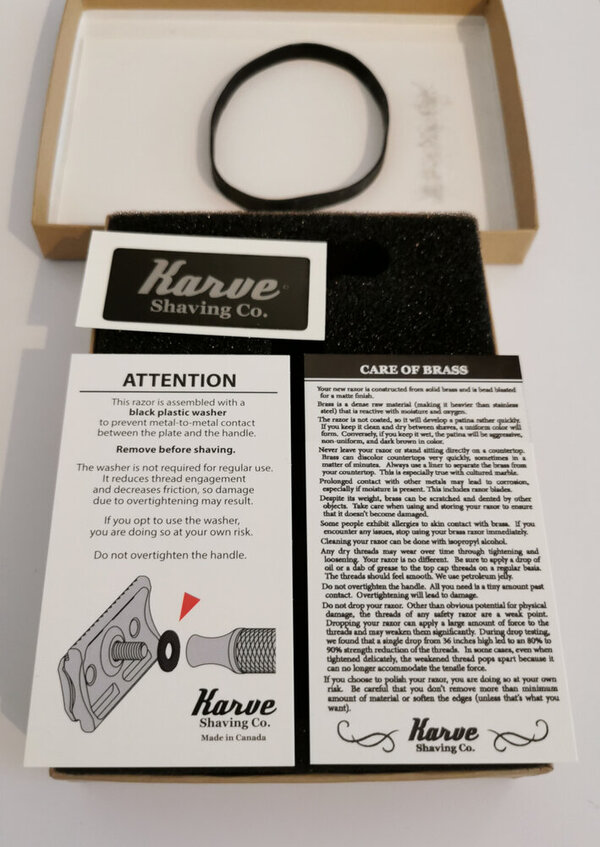 Karve
Shaving Co.
ATTENTION
This razor is assembled with a
black plastic washer
to prevent metal-to-metal contact
between the plate and the handle.
Remove before shaving.
The washer is not required for regular use.
It reduces thread engagement
and decreases friction, so damage
due to overtightening may result.
If you opt to use the washer,
you are doing so at your own risk.
Do not overtighten the handle.
Karve
Shaving Co.
Made in Canada
CARE OF BRASS
Your new razor is constructed from solid brass and is bead blasted
for a matte finish.
Brass is a dense raw material (making it heavier than stainless
steel) that is reactive with moisture and oxygen.
The razor is not coated, so it will develop a patina rather quickly.
If you keep it clean and dry between shaves, a uniform color will
form. Conversely, if you keep it wet, the patina will be aggressive,
non-uniform, and dark brown in color.
Never leave your razor or stand sitting directly on a countertop.
Brass can discolor countertops very quickly, sometimes in a
matter of minutes. Always use a liner to separate the brass from
your countertop. This is especially true with cultured marble.
Prolonged contact with other metals may lead to corrosion,
especially if moisture is present. This includes razor blades.
Despite its weight, brass can be scratched and dented by other
objects. Take care when using and storing your razor to ensure
that it doesn't become damaged.
Some people exhibit allergies to skin contact with brass. If you
encounter any issues, stop using your brass razor immediately.
Cleaning your razor can be done with isopropyl alcohol.
Any dry threads may wear over time through tightening and
loosening. Your razor is no different. Be sure to apply a drop of
oil or a dab of grease to the top cap threads on a regular basis.
The threads should feel smooth. We use petroleum jelly.
Do not overtighten the handle. All you need is a tiny amount past
contact. Overtightening will lead to damage.
Do not drop your razor. Other than obvious potential for physical
damage, the threads of any safety razor are a weak point.
Dropping your razor can apply a large amount of force to the
threads and may weaken them significantly. During drop testing,
we found that a single drop from 36 inches high led to an 80% to
90% strength reduction of the threads. In some cases, even when
tightened delicately, the weakened thread pops apart because it
can no longer accommodate the tensile force.
If you choose to polish your razor, you are doing so at your own
risk. Be careful that you don't remove more than minimum
amount of material or soften the edges (unless that's what you
want).
Karve
Shaving Co.